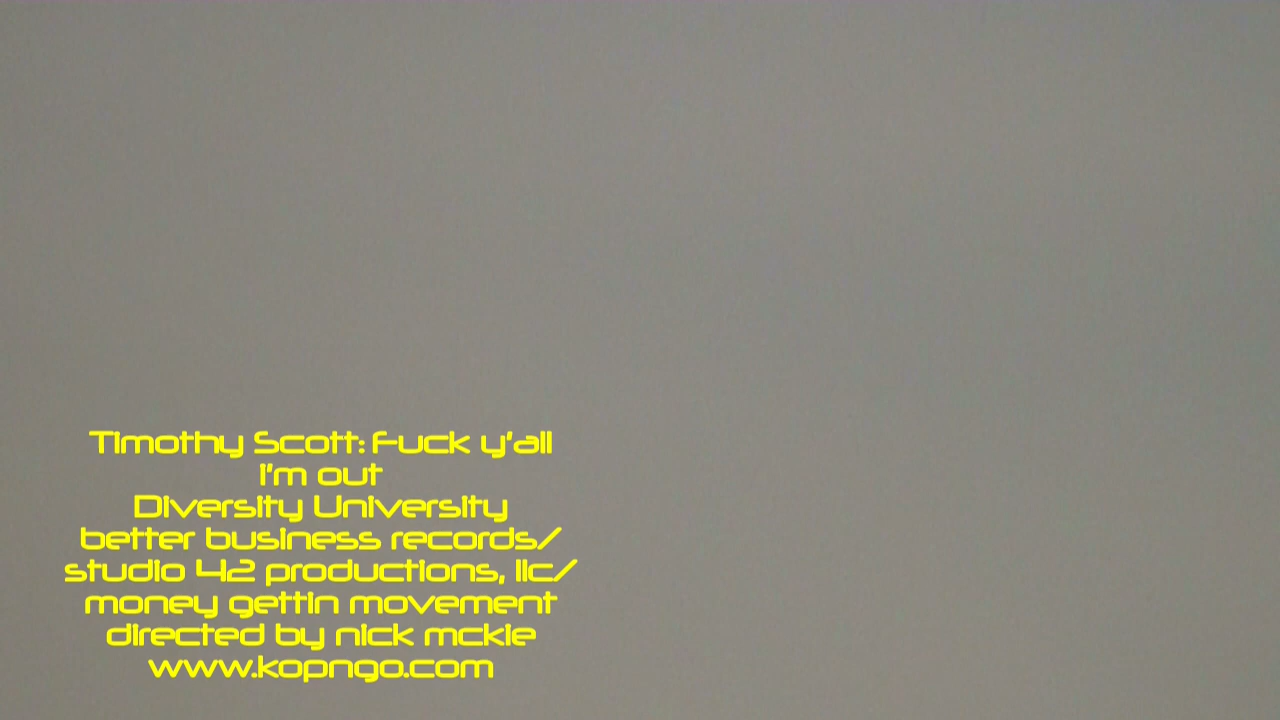 Timothy Scott: Fuck y'all
i'm out
Diversity University
better business records/
studio 42 productions, llc/
money gettin movement
directed by nick mckie
www.kopngo.com